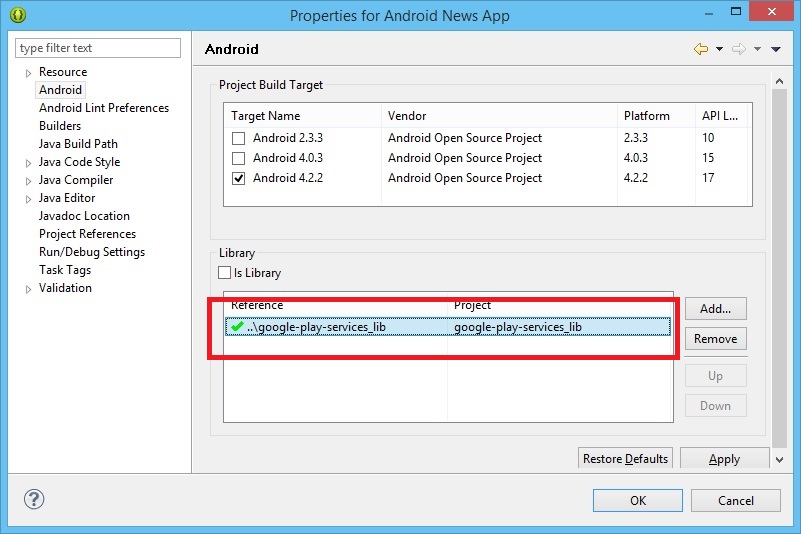 Properties for Android News App
type filter text
Resource
Android
Android Lint Preferences
Builders
Java Build Path
Java Code Style
Java Compiler
Java Editor
Javadoc Location
Project References
Run/Debug Settings
Task Tags
Validation
Android
Project Build Target
Target Name Vendor Platform API L...
Android 2.3.3 Android Open Source Project 2.3.3 10
Android 4.0.3 Android Open Source Project 4.0.3 15
Android 4.2.2 Android Open Source Project 4.2.2 17
Library
Is Library
Reference Project
..\google-play-services_lib google-play-services_lib
Add...
Remove
Up
Down
Restore Defaults Apply
? OK Cancel